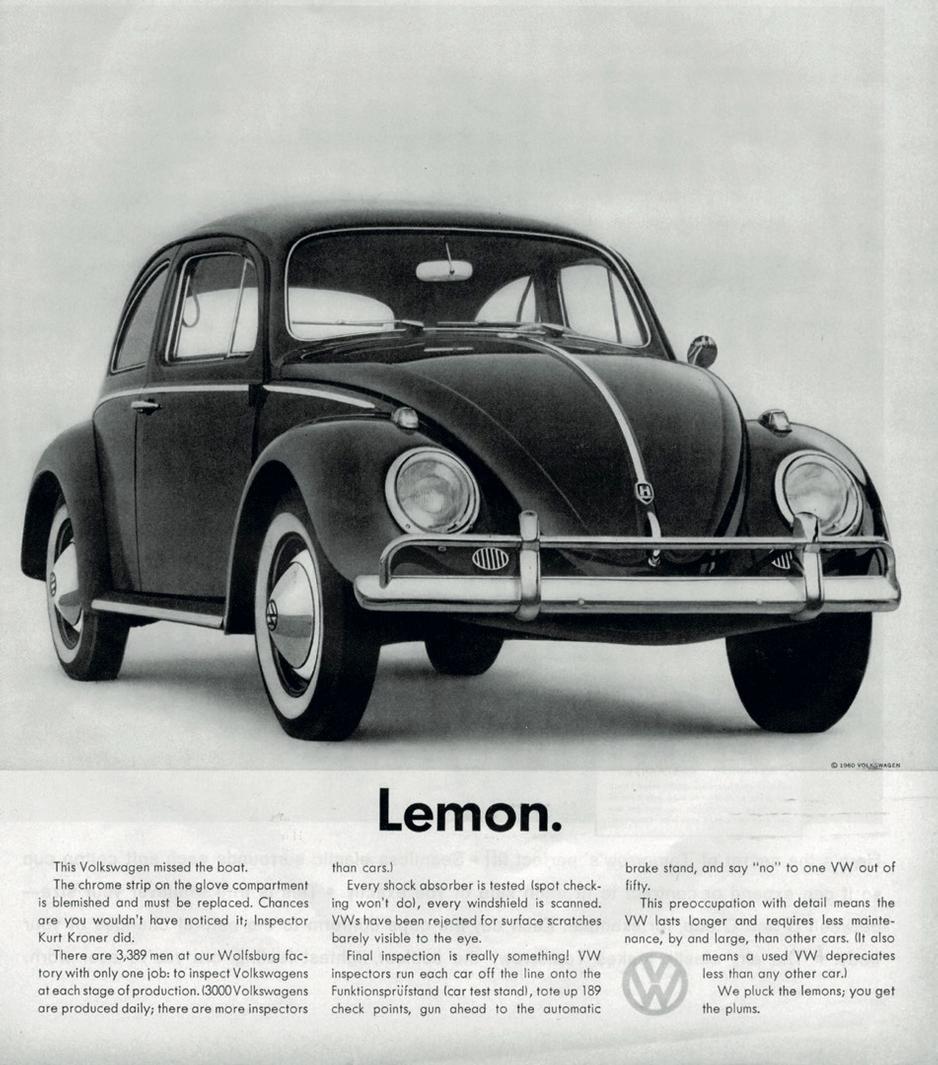 © 1960 VOLKSWAGEN
Lemon.
This Volkswagen missed the boat.
The chrome strip on the glove compartment
is blemished and must be replaced. Chances
are you wouldn't have noticed it; Inspector
Kurt Kroner did.
There are 3,389 men at our Wolfsburg fac-
tory with only one job: to inspect Volkswagens
at each stage of production. (3000 Volkswagens
are produced daily; there are more inspectors
than cars.)
Every shock absorber is tested (spot check-
ing won't do), every windshield is scanned.
VWs have been rejected for surface scratches
barely visible to the eye.
Final inspection is really something! VW
inspectors run each car off the line onto the
Funktionsprüfstand (car test stand), tote up 189
check points, gun ahead to the automatic
brake stand, and say "no" to one VW out of
fifty.
This preoccupation with detail means the
VW lasts longer and requires less mainte-
nance, by and large, than other cars. (It also
means a used VW depreciates
less than any other car.)
We pluck the lemons; you get
the plums.
VW